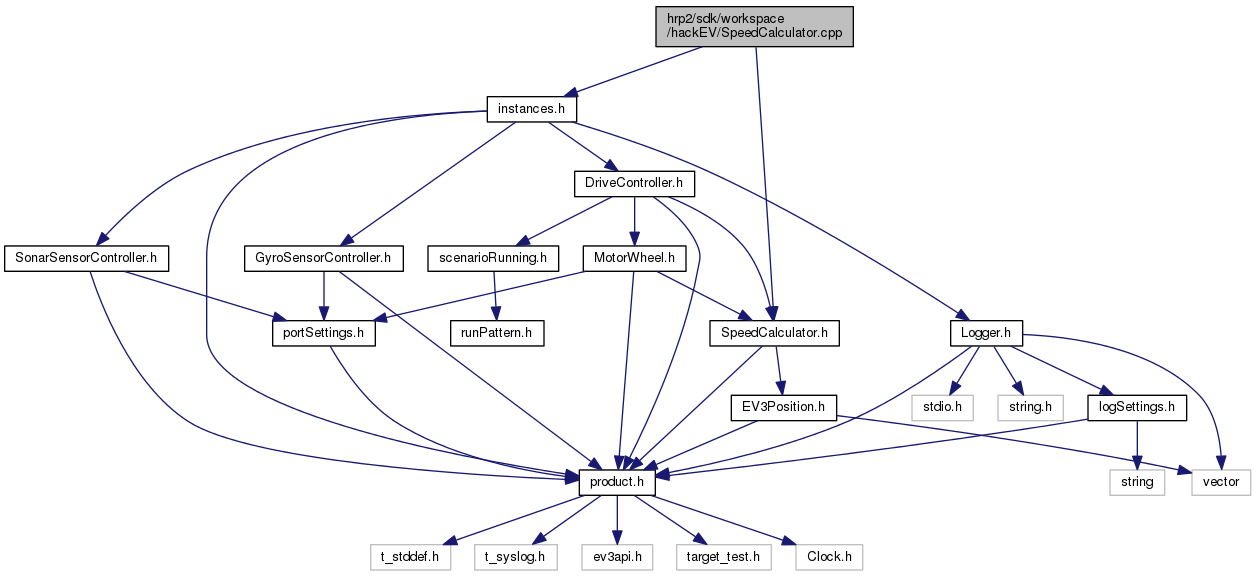 hrp2/sdk/workspace
/hackEV/SpeedCalculator.cpp
instances.h
DriveController.h
SonarSensorController.h
GyroSensorController.h
scenarioRunning.h
MotorWheel.h
portSettings.h
runPattern.h
SpeedCalculator.h
Logger.h
EV3Position.h
stdio.h
string.h
logSettings.h
product.h
string
vector
t_stddef.h
t_syslog.h
ev3api.h
target_test.h
Clock.h